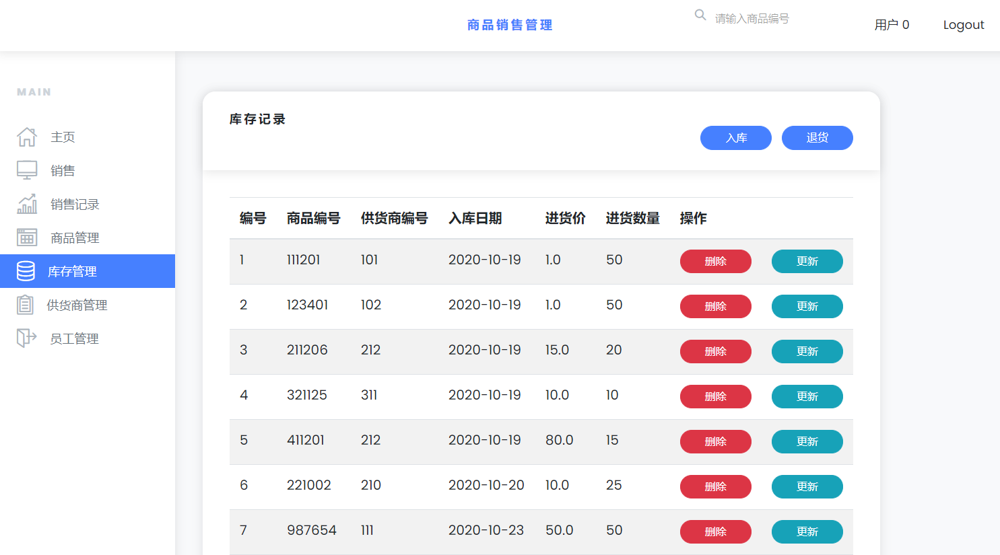 商品销售管理
请输入商品编号
用户 0
Logout
MAIN
主页
销售
销售记录
商品管理
库存管理
供货商管理
员工管理
库存记录
入库 退货
编号 商品编号 供货商编号 入库日期 进货价 进货数量 操作
1 111201 101 2020-10-19 1.0 50 删除 更新
2 123401 102 2020-10-19 1.0 50 删除 更新
3 211206 212 2020-10-19 15.0 20 删除 更新
4 321125 311 2020-10-19 10.0 10 删除 更新
5 411201 212 2020-10-19 80.0 15 删除 更新
6 221002 210 2020-10-20 10.0 25 删除 更新
7 987654 111 2020-10-23 50.0 50 删除 更新